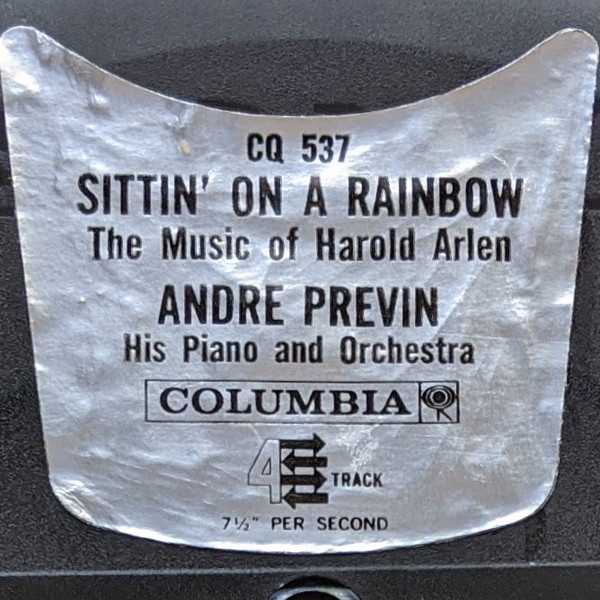 CQ 537
SITTIN' ON A RAINBOW
The Music of Harold Arlen
ANDRE PREVIN
His Piano and Orchestra
COLUMBIA
4 TRACK
7½" PER SECOND